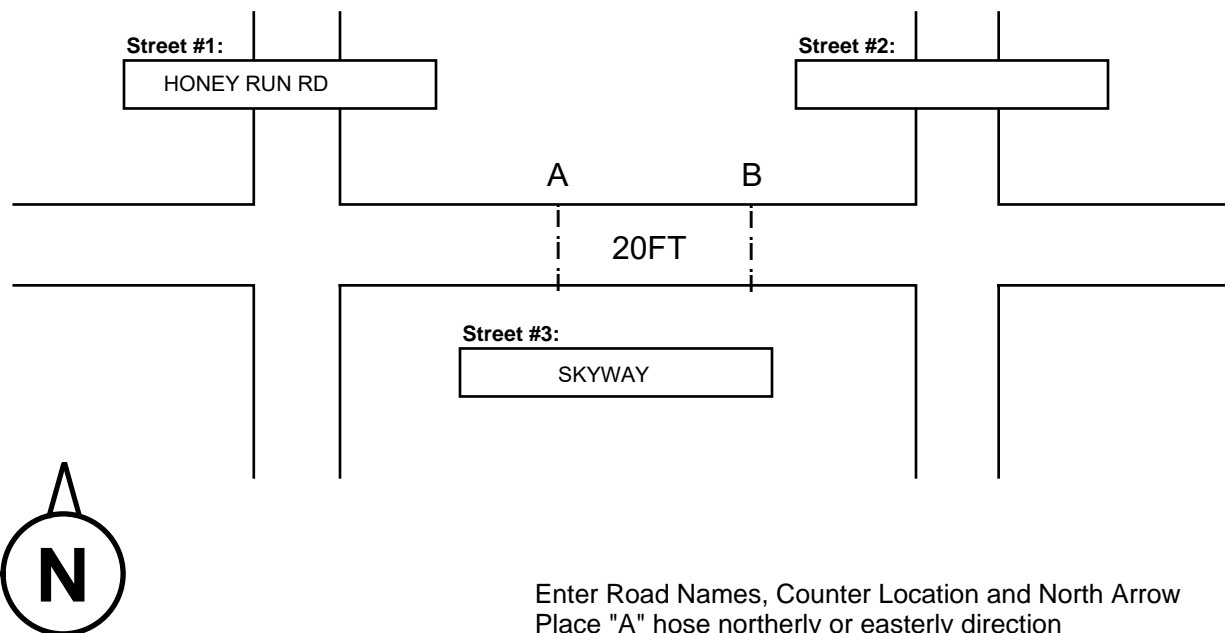 Street #1:
HONEY RUN RD
Street #2:
A
B
20FT
Street #3:
SKYWAY
N
Enter Road Names, Counter Location and North Arrow
Place "A" hose northerly or easterly direction